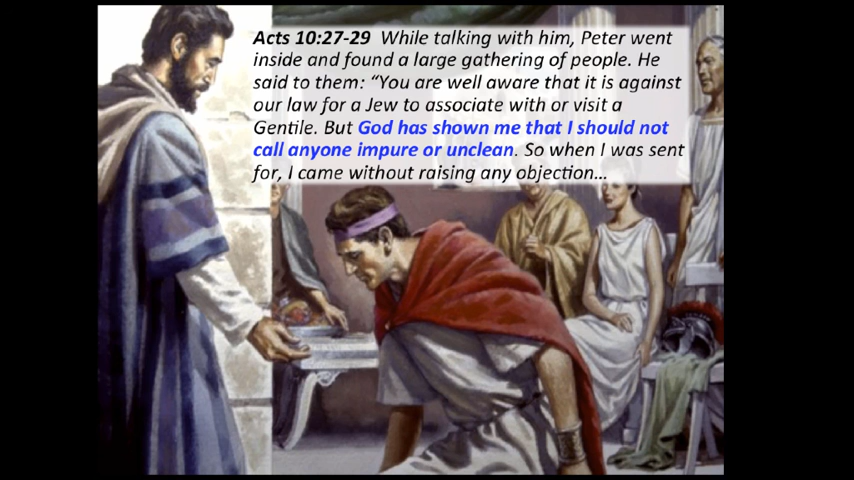 Acts 10:27-29 While talking with him, Peter went
inside and found a large gathering of people. He
said to them: “You are well aware that it is against
our law for a Jew to associate with or visit a
Gentile. But God has shown me that I should not
call anyone impure or unclean. So when I was sent
for, I came without raising any objection...